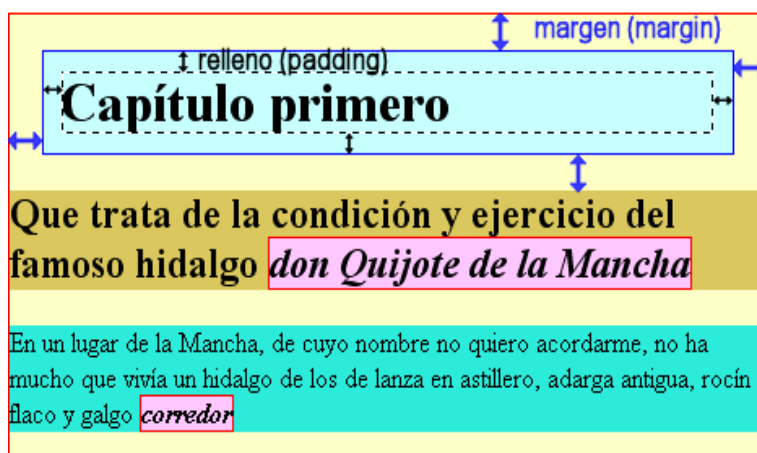 margen (margin)
relleno (padding)
Capítulo primero
Que trata de la condición y ejercicio del
famoso hidalgo don Quijote de la Mancha
En un lugar de la Mancha, de cuyo nombre no quiero acordarme, no ha
mucho que vivía un hidalgo de los de lanza en astillero, adarga antigua, rocín
flaco y galgo corredor